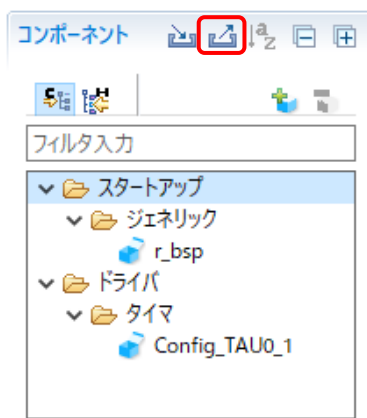 コンポーネント
フィルタ入力
スタートアップ
ジェネリック
r_bsp
ドライバ
タイマ
Config_TAU0_1